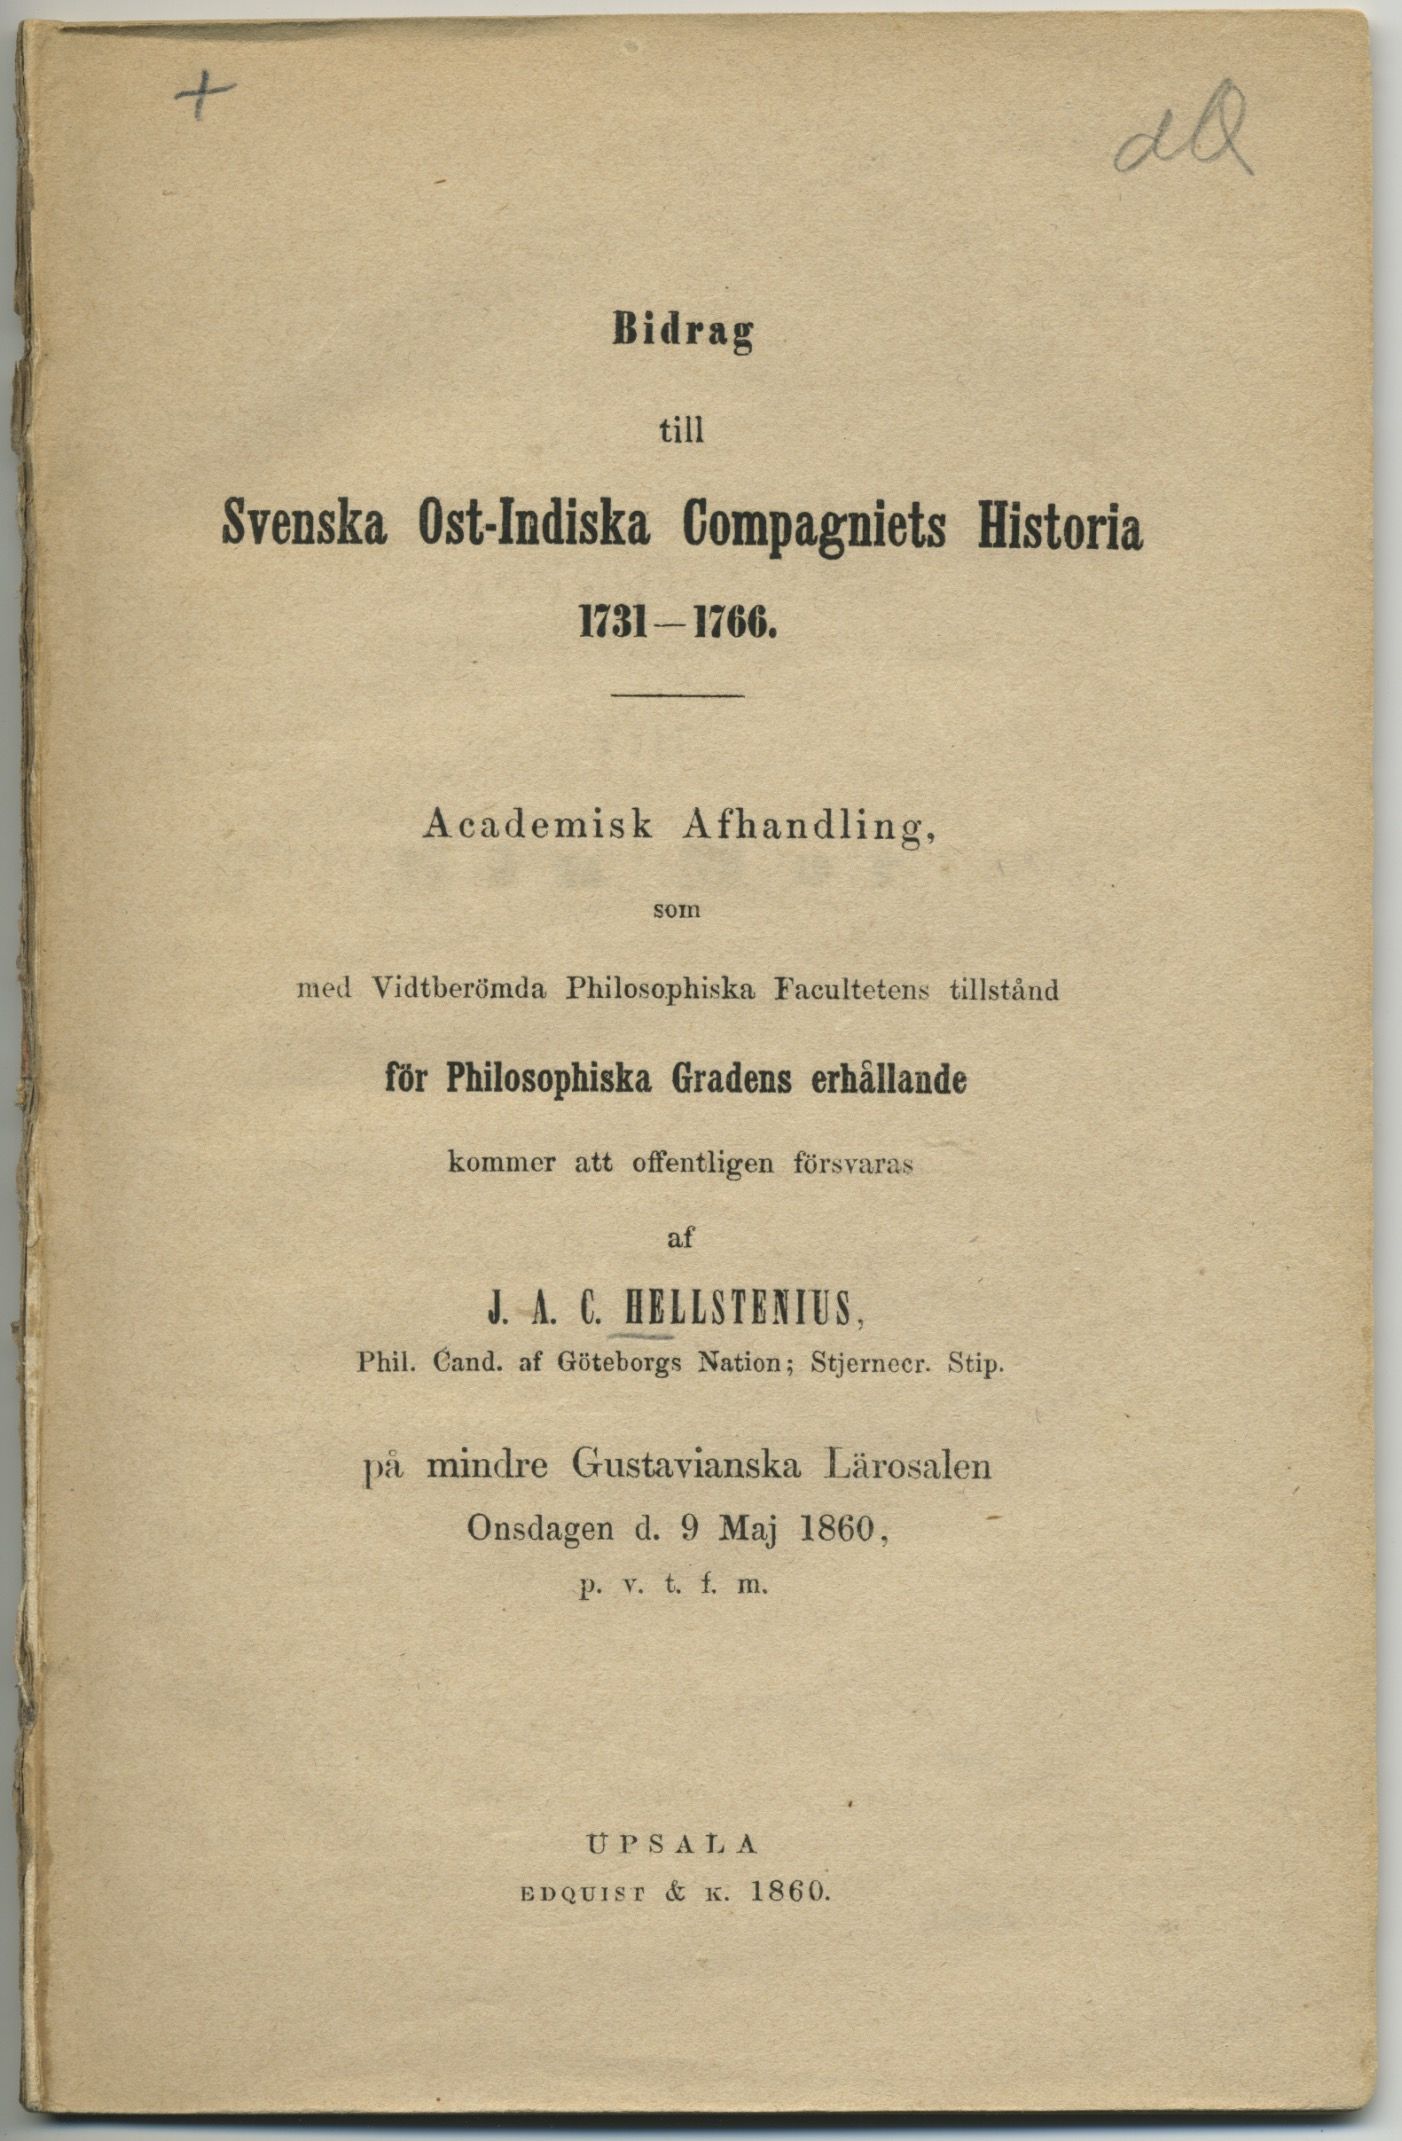 +
Bidrag
till
Svenska Ost-Indiska Compagniets Historia
1731—1766.
Academisk Afhandling,
som
med Vidtberömda Philosophiska Facultetens tillstånd
för Philosophiska Gradens erhållande
kommer att offentligen försvaras
af
J. A. C. HELLSTENIUS,
Phil. Cand. af Göteborgs Nation; Stjernecr. Stip.
på mindre Gustavianska Lärosalen
Onsdagen d. 9 Maj 1860,
p. v. t. f. m.
UPSALA
EDQUIST & K. 1860.